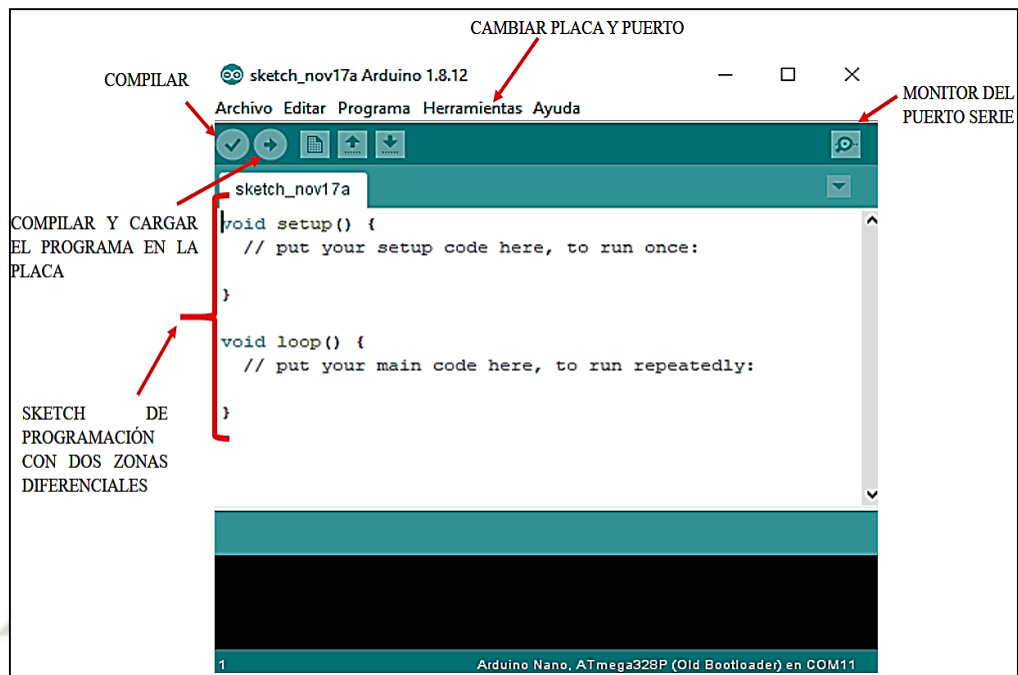 CAMBIAR PLACA Y PUERTO
COMPILAR
sketch_nov17a Arduino 1.8.12
MONITOR DEL
PUERTO SERIE
Archivo Editar Programa Herramientas Ayuda
sketch_nov17a
COMPILAR Y CARGAR
EL PROGRAMA EN LA
PLACA
void setup() {
// put your setup code here, to run once:
}
void loop() {
// put your main code here, to run repeatedly:
}
SKETCH DE
PROGRAMACIÓN
CON DOS ZONAS
DIFERENCIALES
1
Arduino Nano, ATmega328P (Old Bootloader) en COM11